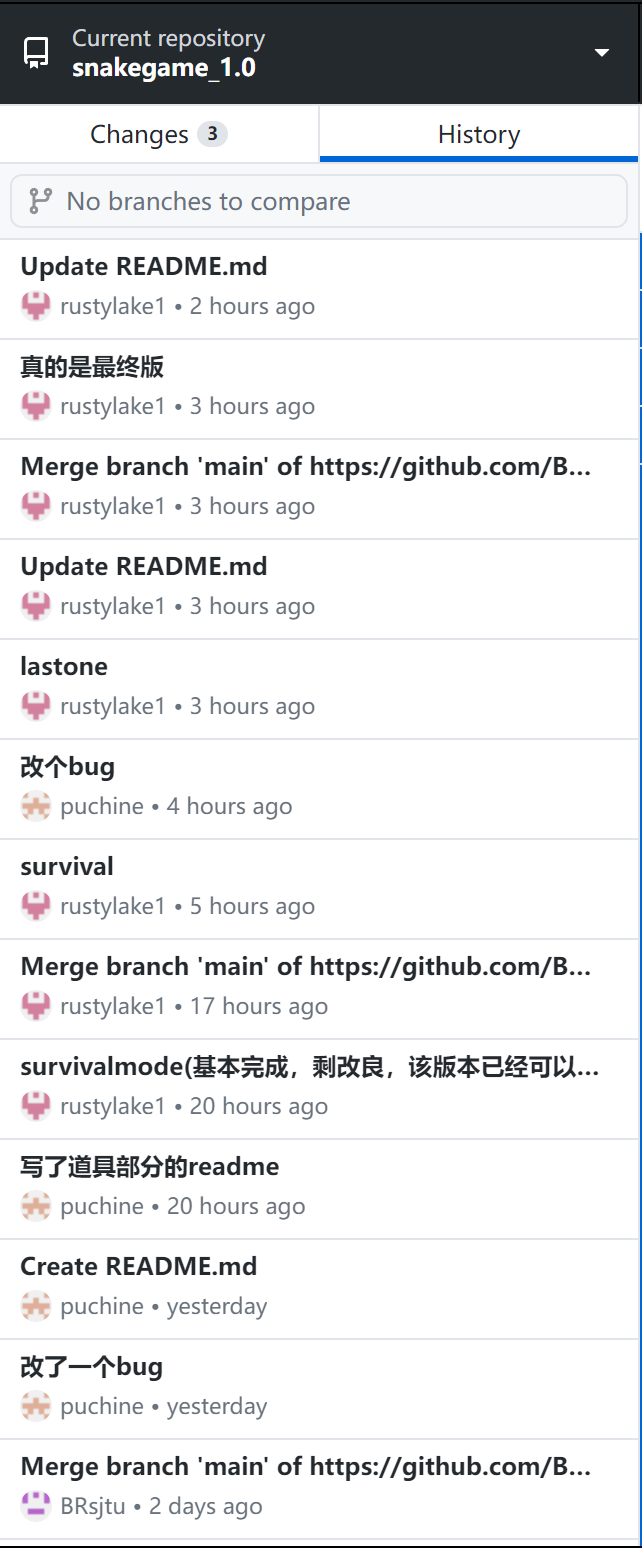 Current repository
snakegame_1.0
Changes 3 History
No branches to compare
Update README.md
rustylake1 • 2 hours ago
真的是最终版
rustylake1 • 3 hours ago
Merge branch 'main' of https://github.com/B...
rustylake1 • 3 hours ago
Update README.md
rustylake1 • 3 hours ago
lastone
rustylake1 • 3 hours ago
改个bug
puchine • 4 hours ago
survival
rustylake1 • 5 hours ago
Merge branch 'main' of https://github.com/B...
rustylake1 • 17 hours ago
survivalmode(基本完成，剩改良，该版本已经可以...
rustylake1 • 20 hours ago
写了道具部分的readme
puchine • 20 hours ago
Create README.md
puchine • yesterday
改了一个bug
puchine • yesterday
Merge branch 'main' of https://github.com/B...
BRsjtu • 2 days ago